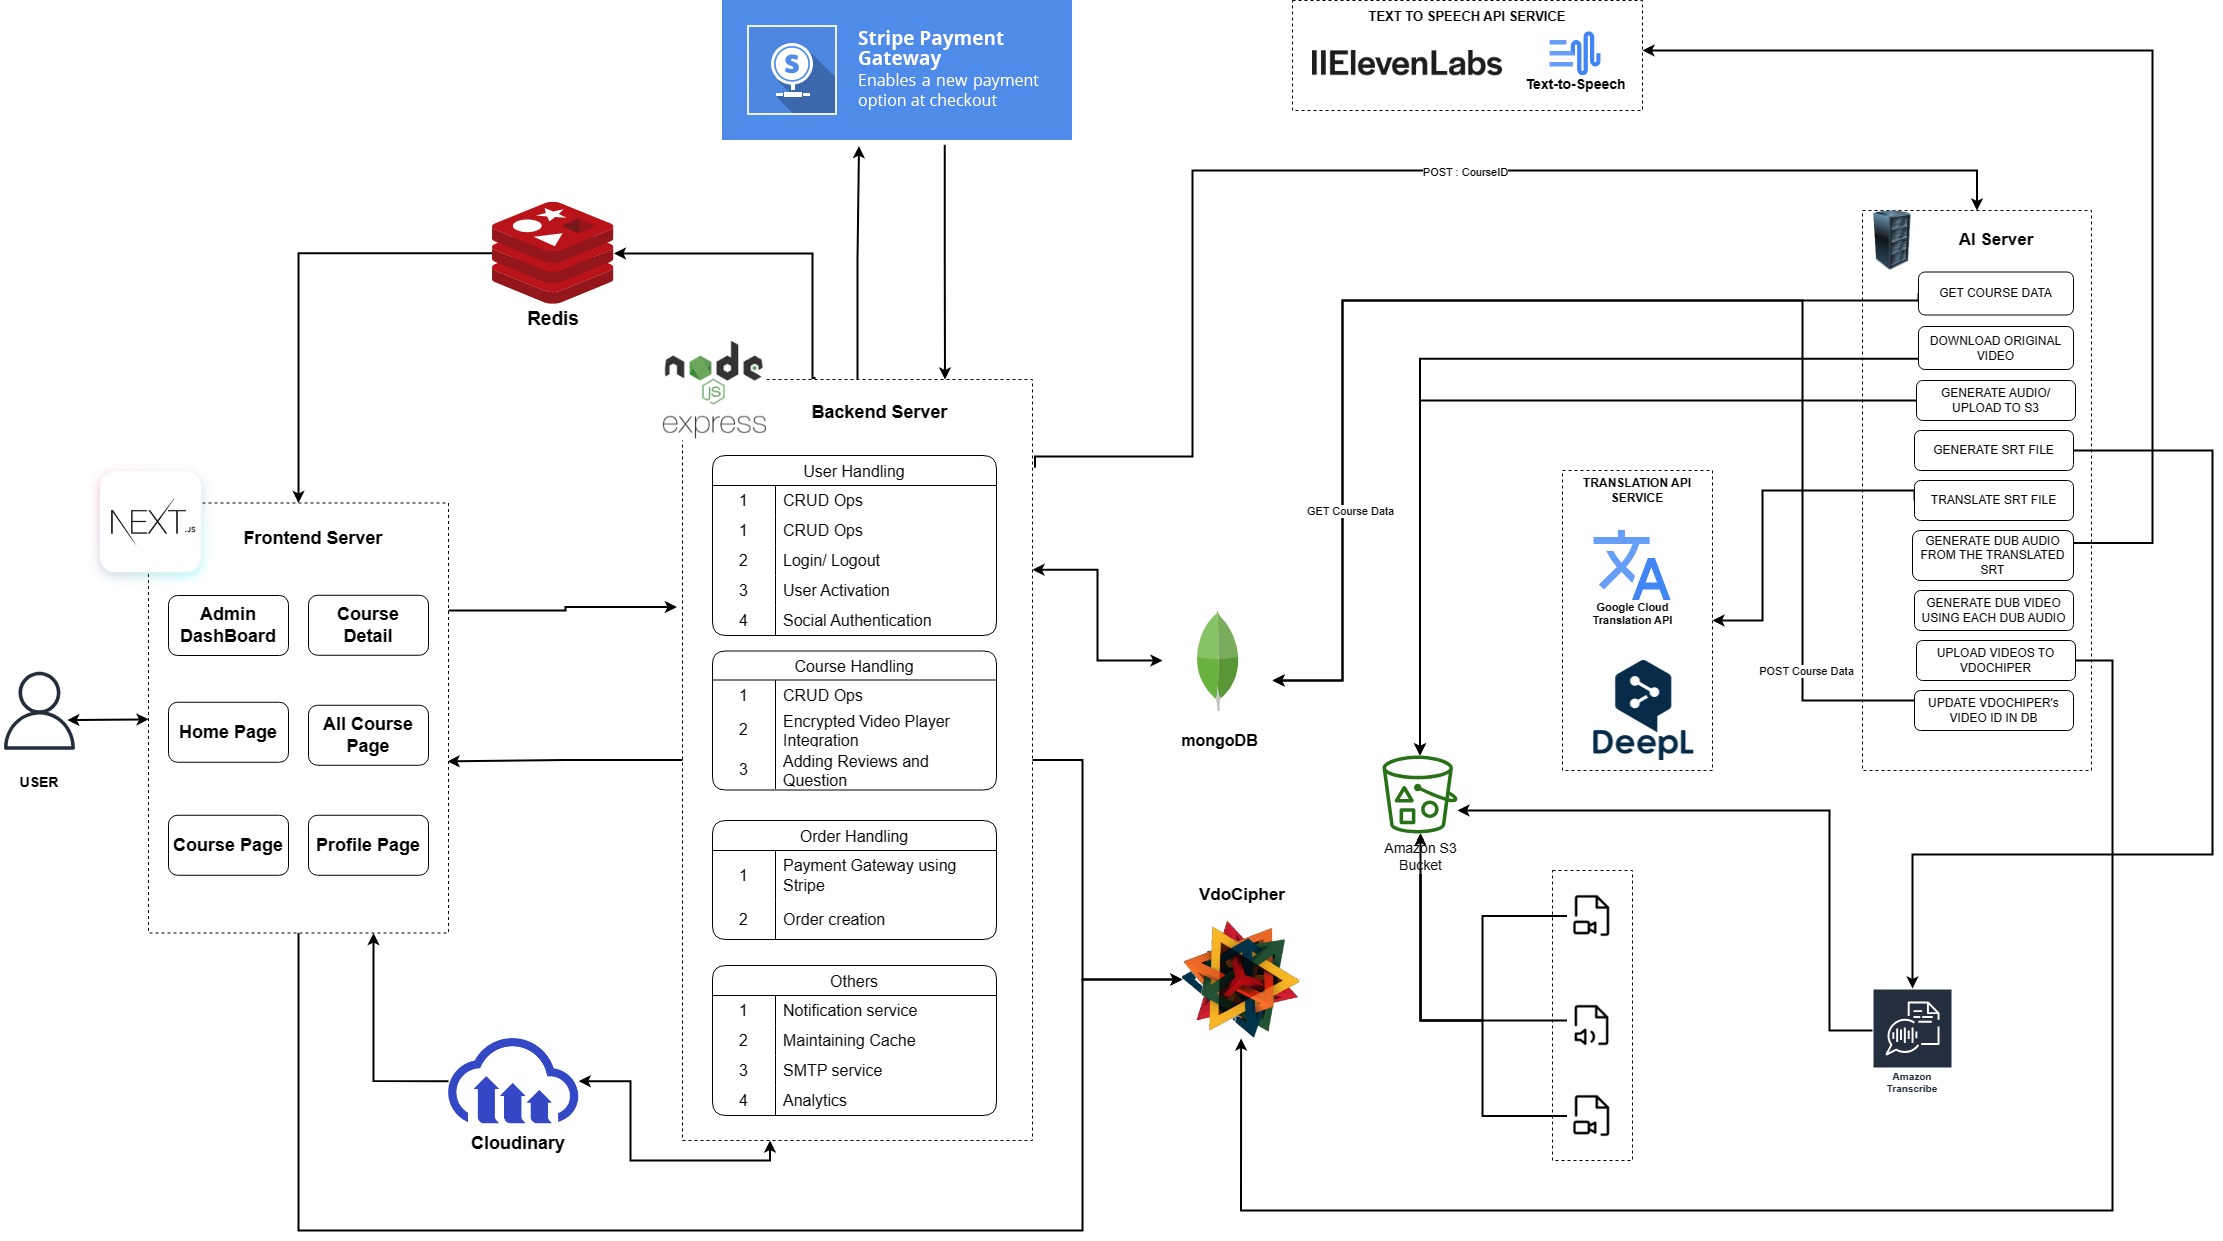 Stripe Payment
Gateway
Enables a new payment
option at checkout
S
TEXT TO SPEECH API SERVICE
IIElevenLabs
Text-to-Speech
POST : CourseID
AI Server
GET COURSE DATA
DOWNLOAD ORIGINAL
VIDEO
GENERATE AUDIO/
UPLOAD TO S3
GENERATE SRT FILE
TRANSLATE SRT FILE
GENERATE DUB AUDIO
FROM THE TRANSLATED
SRT
GENERATE DUB VIDEO
USING EACH DUB AUDIO
UPLOAD VIDEOS TO
VDOCHIPER
UPDATE VDOCHIPER's
VIDEO ID IN DB
Redis
node
JS
express
Backend Server
User Handling
1 CRUD Ops
1 CRUD Ops
2 Login/ Logout
3 User Activation
4 Social Authentication
Course Handling
1 CRUD Ops
2 Encrypted Video Player
Integration
3 Adding Reviews and
Question
Order Handling
1 Payment Gateway using
Stripe
2 Order creation
Others
1 Notification service
2 Maintaining Cache
3 SMTP service
4 Analytics
NEXT.JS
Frontend Server
Admin
DashBoard
Course
Detail
Home Page
All Course
Page
Course Page
Profile Page
USER
Cloudinary
GET Course Data
TRANSLATION API
SERVICE
文A
Google Cloud
Translation API
DeepL
POST Course Data
mongoDB
Amazon S3
Bucket
VdoCipher
Amazon
Transcribe